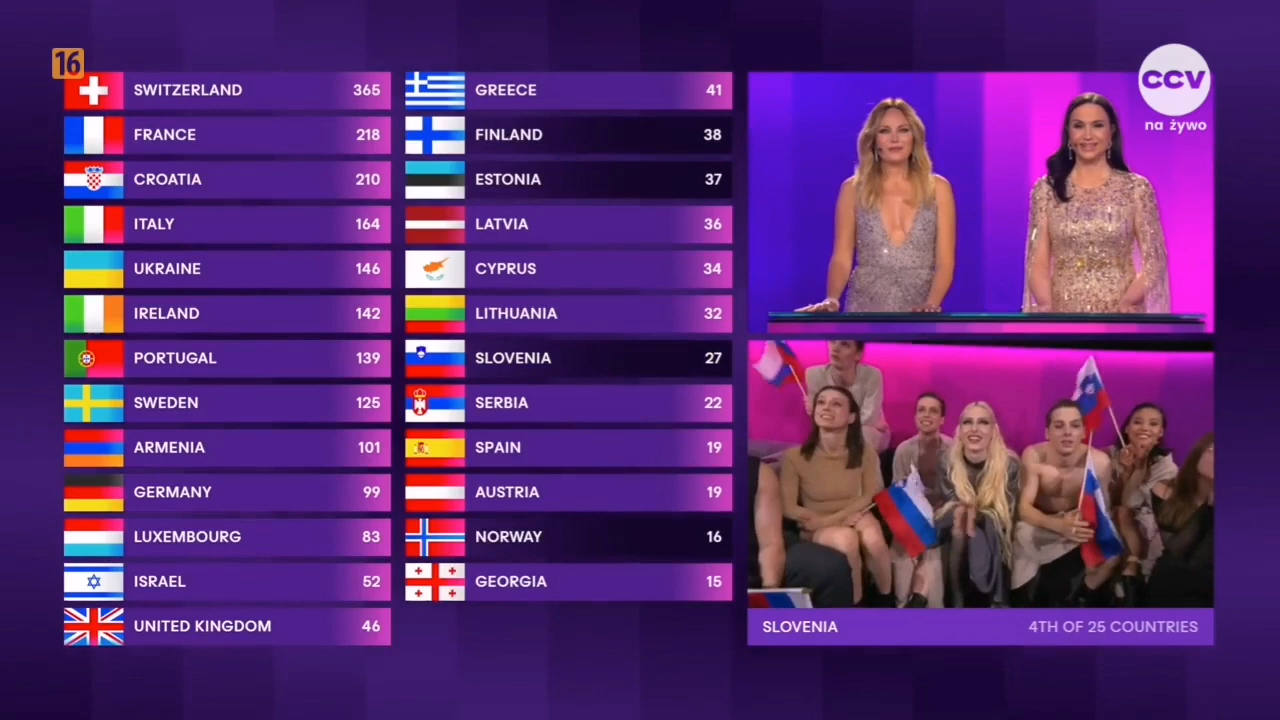 16
SWITZERLAND 365
FRANCE 218
CROATIA 210
ITALY 164
UKRAINE 146
IRELAND 142
PORTUGAL 139
SWEDEN 125
ARMENIA 101
GERMANY 99
LUXEMBOURG 83
ISRAEL 52
UNITED KINGDOM 46
GREECE 41
FINLAND 38
ESTONIA 37
LATVIA 36
CYPRUS 34
LITHUANIA 32
SLOVENIA 27
SERBIA 22
SPAIN 19
AUSTRIA 19
NORWAY 16
GEORGIA 15
CCV
na żywo
SLOVENIA 4TH OF 25 COUNTRIES